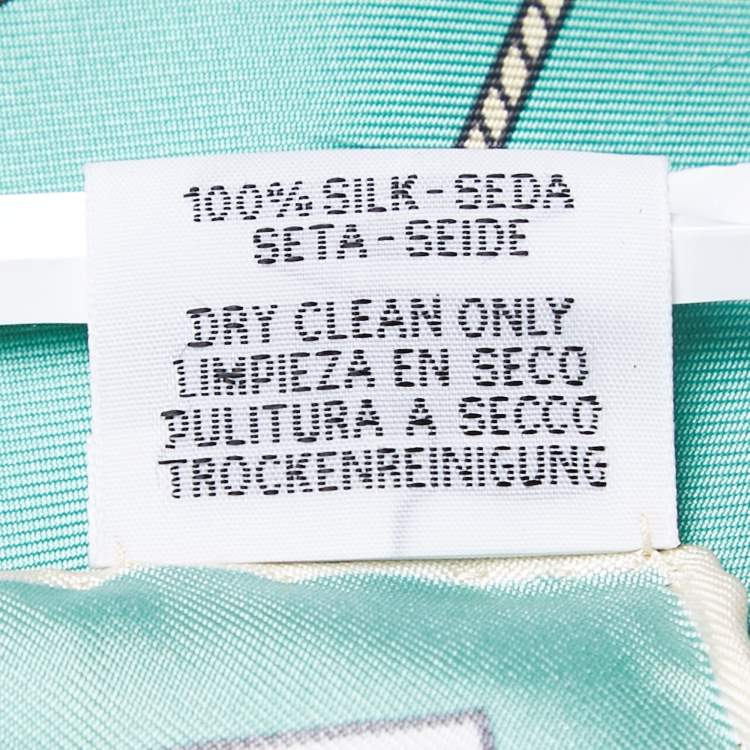 100% SILK-SEDA
SETA-SEIDE
DRY CLEAN ONLY
LIMPIEZA EN SECO
PULITURA A SECCO
TROCKENREINIGUNG